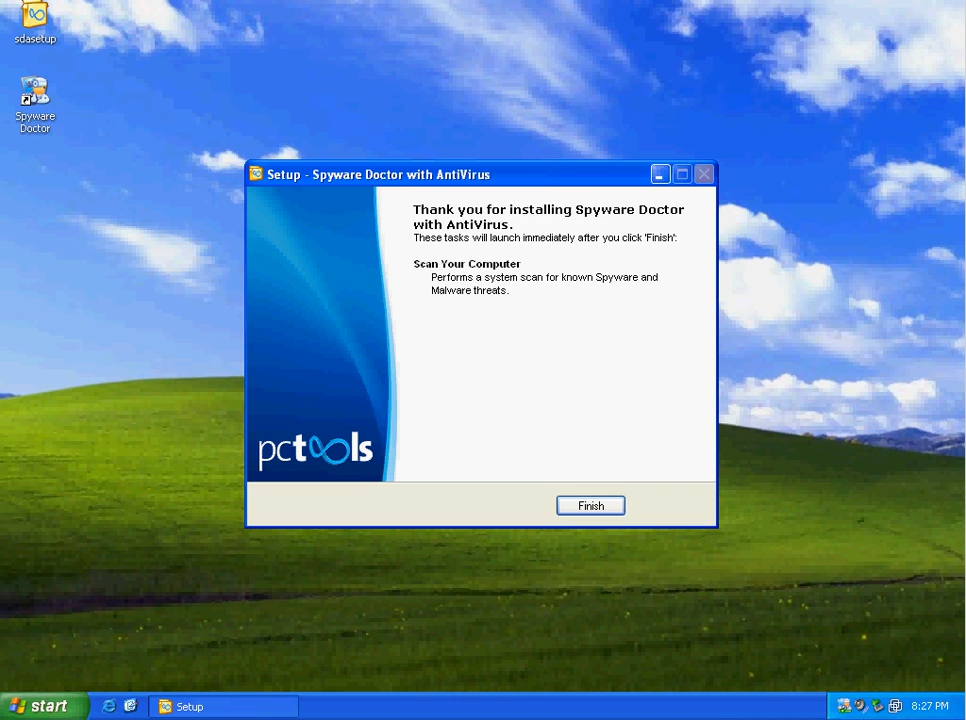 sdasetup
Spyware
Doctor
Setup - Spyware Doctor with AntiVirus
Thank you for installing Spyware Doctor
with AntiVirus.
These tasks will launch immediately after you click 'Finish':
Scan Your Computer
Performs a system scan for known Spyware and
Malware threats.
pctools
Finish
start
Setup
8:27 PM